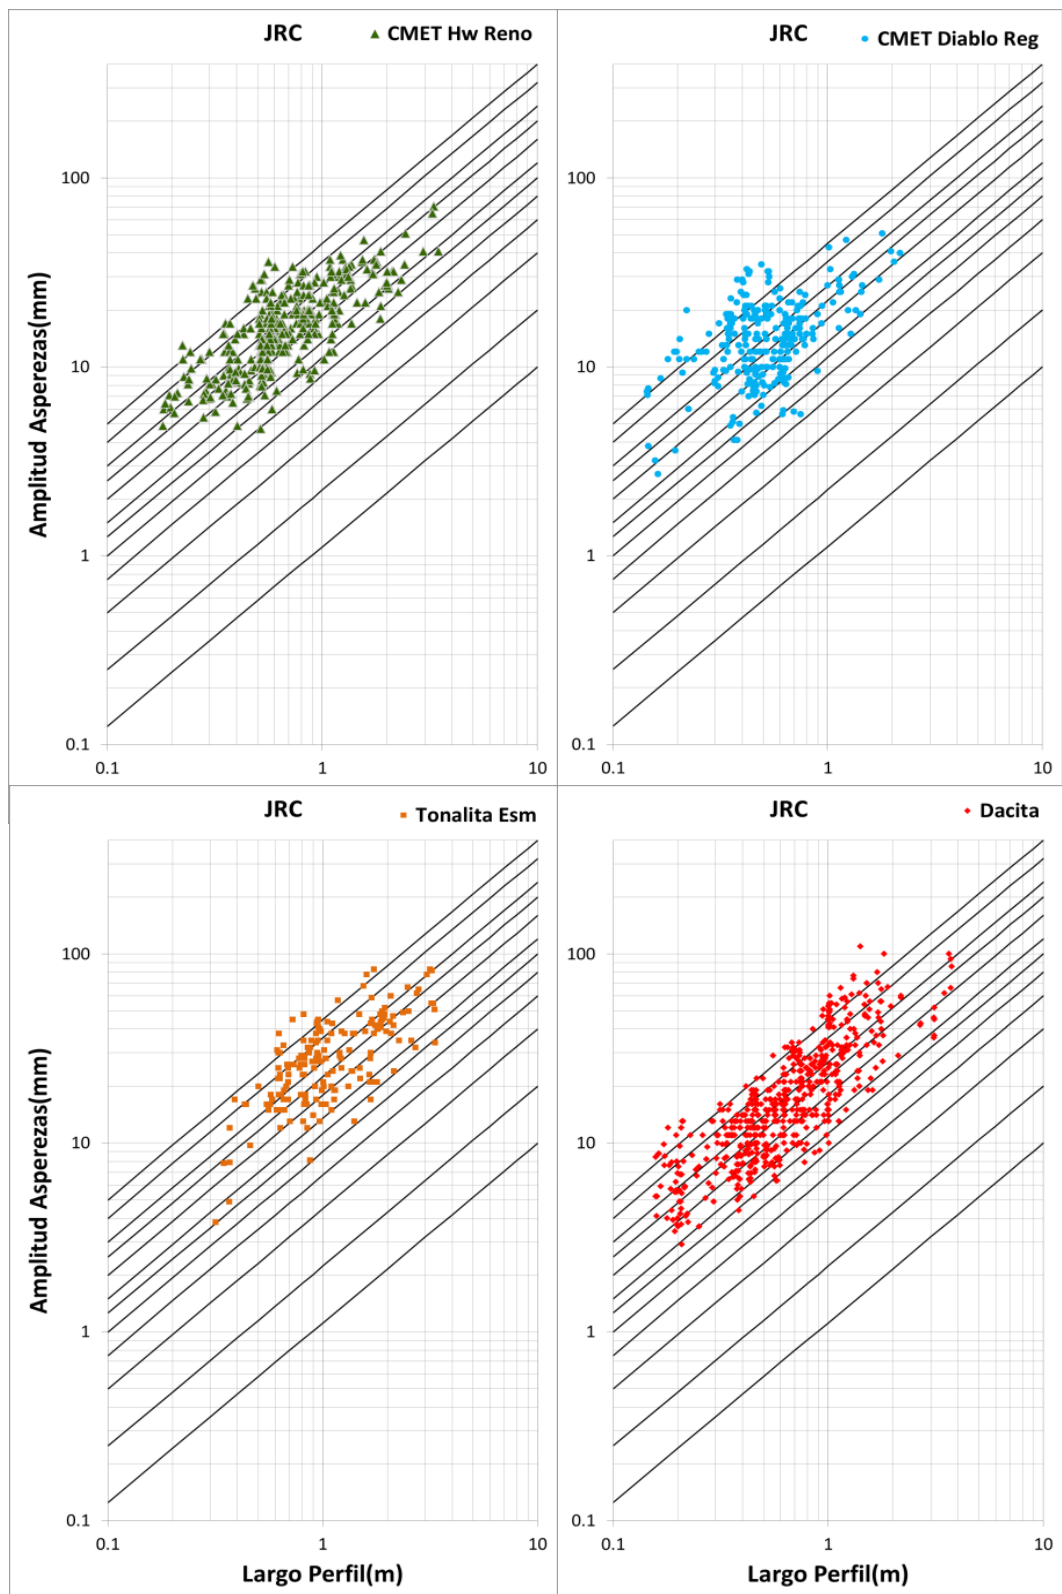 JRC
CMET Hw Reno
JRC
CMET Diablo Reg
100
10
1
0.1
0.1
1
10
Amplitud Asperezas(mm)
100
10
1
0.1
0.1
1
10
JRC
Tonalita Esm
JRC
Dacita
100
10
1
0.1
0.1
1
10
Amplitud Asperezas(mm)
Largo Perfil(m)
100
10
1
0.1
0.1
1
10
Largo Perfil(m)